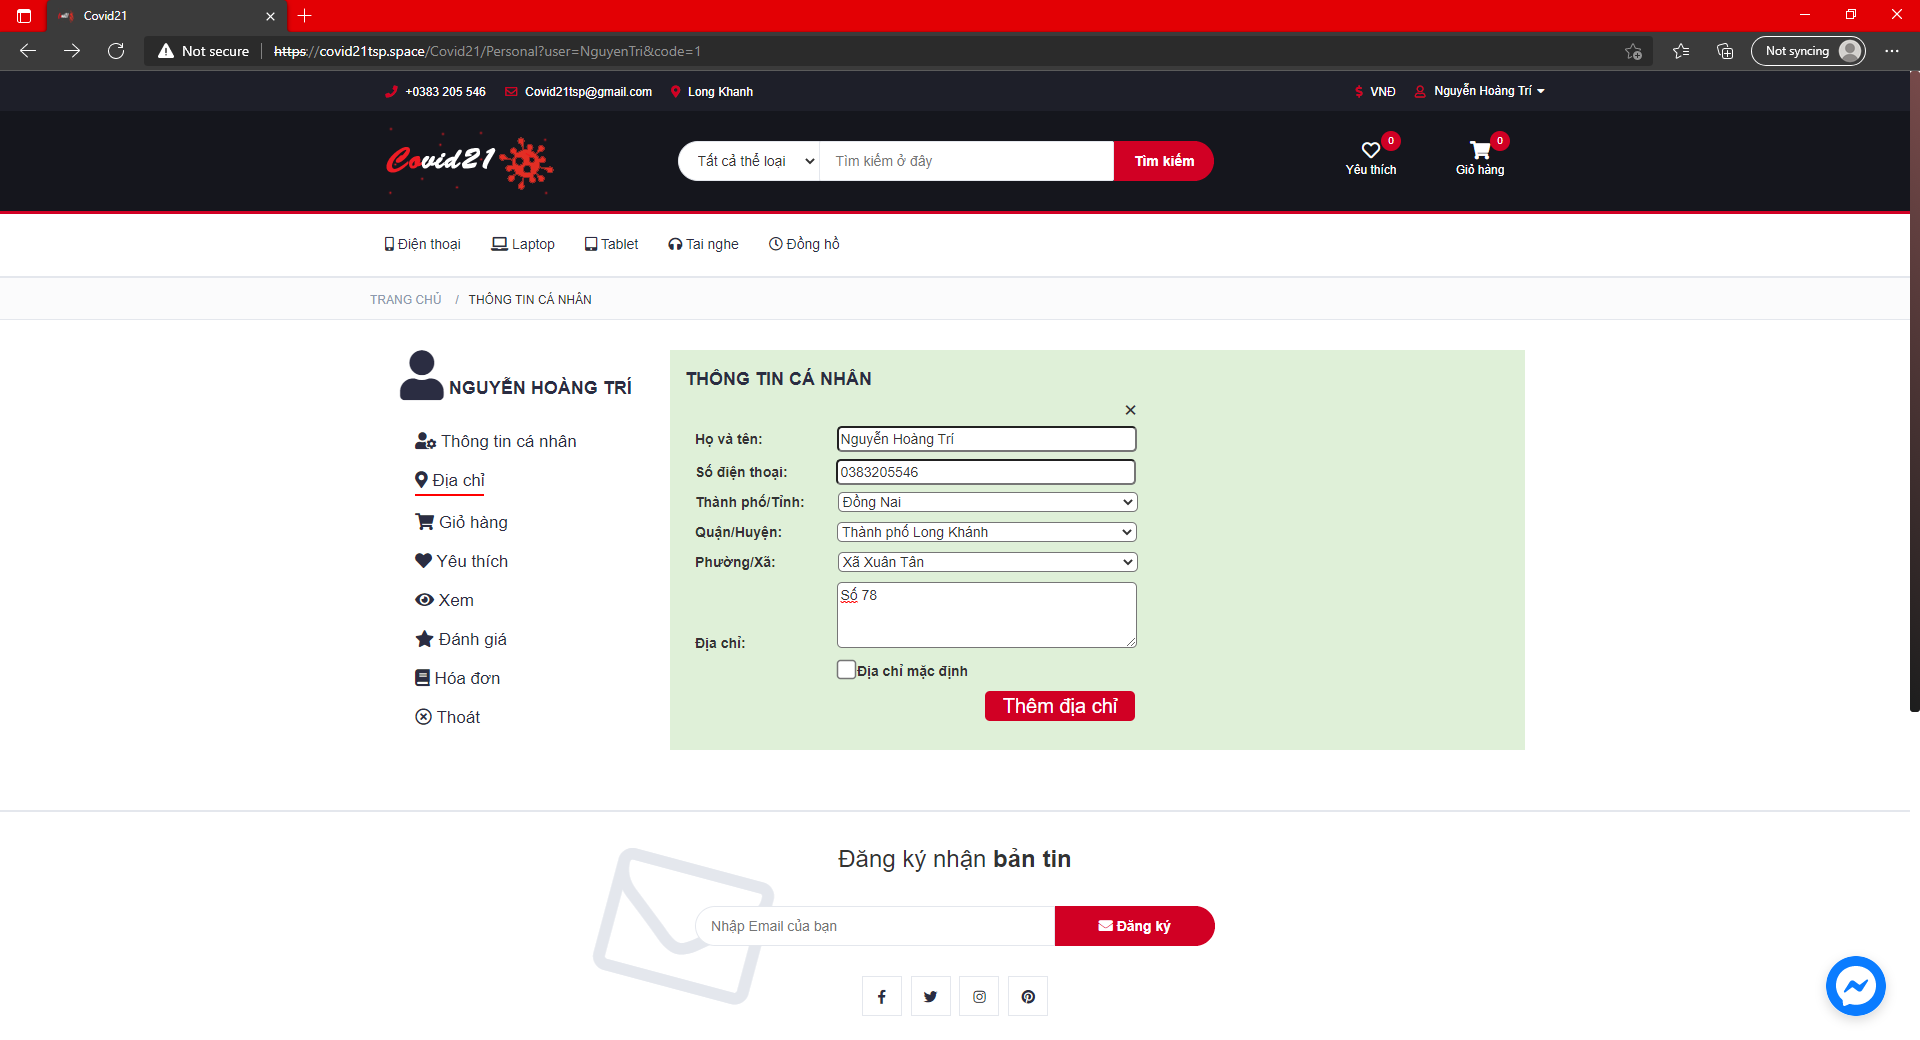 Covid21
Not secure https://covid21tsp.space/Covid21/Personal?user=NguyenTri&code=1 Not syncing
+0383 205 546 Covid21tsp@gmail.com Long Khanh $ VNĐ Nguyễn Hoàng Trí
Covid21 Tất cả thể loại Tìm kiếm ở đây Tìm kiếm 0 Yêu thích 0 Giỏ hàng
Điện thoại Laptop Tablet Tai nghe Đồng hồ
TRANG CHỦ / THÔNG TIN CÁ NHÂN
NGUYỄN HOÀNG TRÍ
Thông tin cá nhân
Địa chỉ
Giỏ hàng
Yêu thích
Xem
Đánh giá
Hóa đơn
Thoát
THÔNG TIN CÁ NHÂN
Họ và tên: Nguyễn Hoàng Trí
Số điện thoại: 0383205546
Thành phố/Tỉnh: Đồng Nai
Quận/Huyện: Thành phố Long Khánh
Phường/Xã: Xã Xuân Tân
Địa chỉ: Số 78
Địa chỉ mặc định
Thêm địa chỉ
Đăng ký nhận bản tin
Nhập Email của bạn Đăng ký